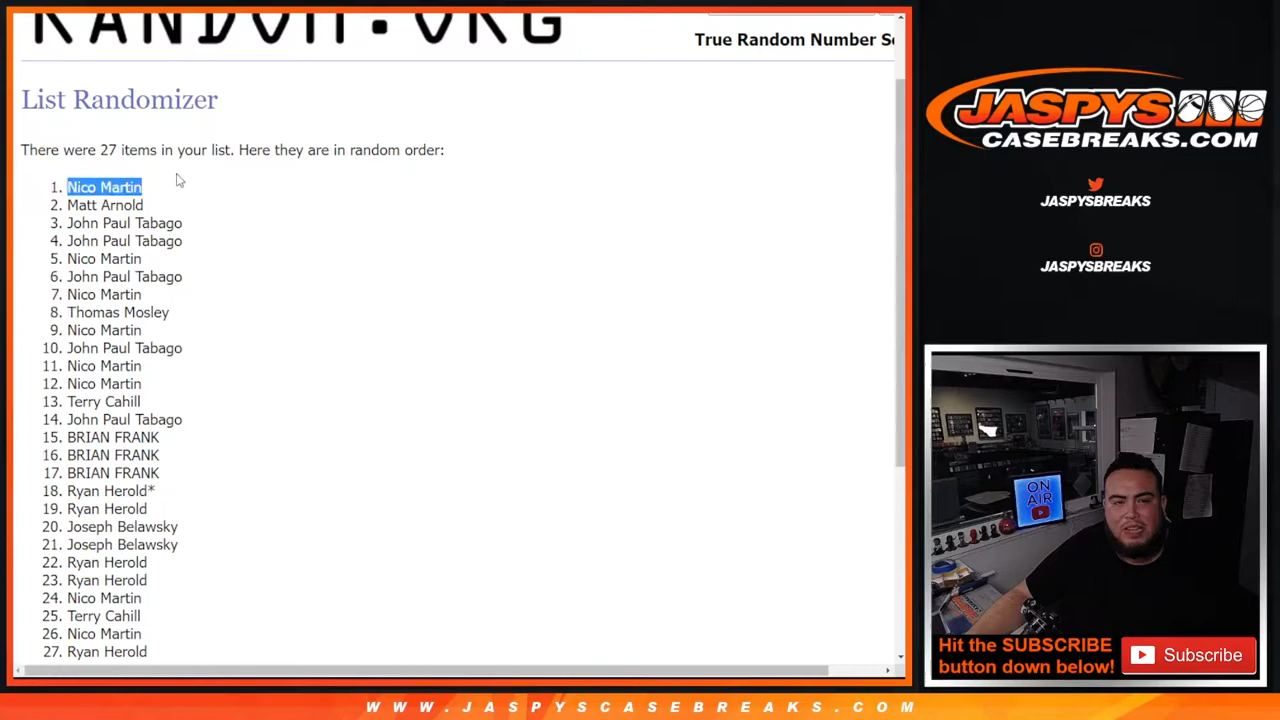 RANDOM.ORG
True Random Number Se
List Randomizer
There were 27 items in your list. Here they are in random order:
1. Nico Martin
2. Matt Arnold
3. John Paul Tabago
4. John Paul Tabago
5. Nico Martin
6. John Paul Tabago
7. Nico Martin
8. Thomas Mosley
9. Nico Martin
10. John Paul Tabago
11. Nico Martin
12. Nico Martin
13. Terry Cahill
14. John Paul Tabago
15. BRIAN FRANK
16. BRIAN FRANK
17. BRIAN FRANK
18. Ryan Herold*
19. Ryan Herold
20. Joseph Belawsky
21. Joseph Belawsky
22. Ryan Herold
23. Ryan Herold
24. Nico Martin
25. Terry Cahill
26. Nico Martin
27. Ryan Herold
JASPYS
CASEBREAKS.COM
JASPYSBREAKS
JASPYSBREAKS
ON
AIR
Hit the SUBSCRIBE
button down below!
Subscribe
WWW.JASPYSCASEBREAKS.COM